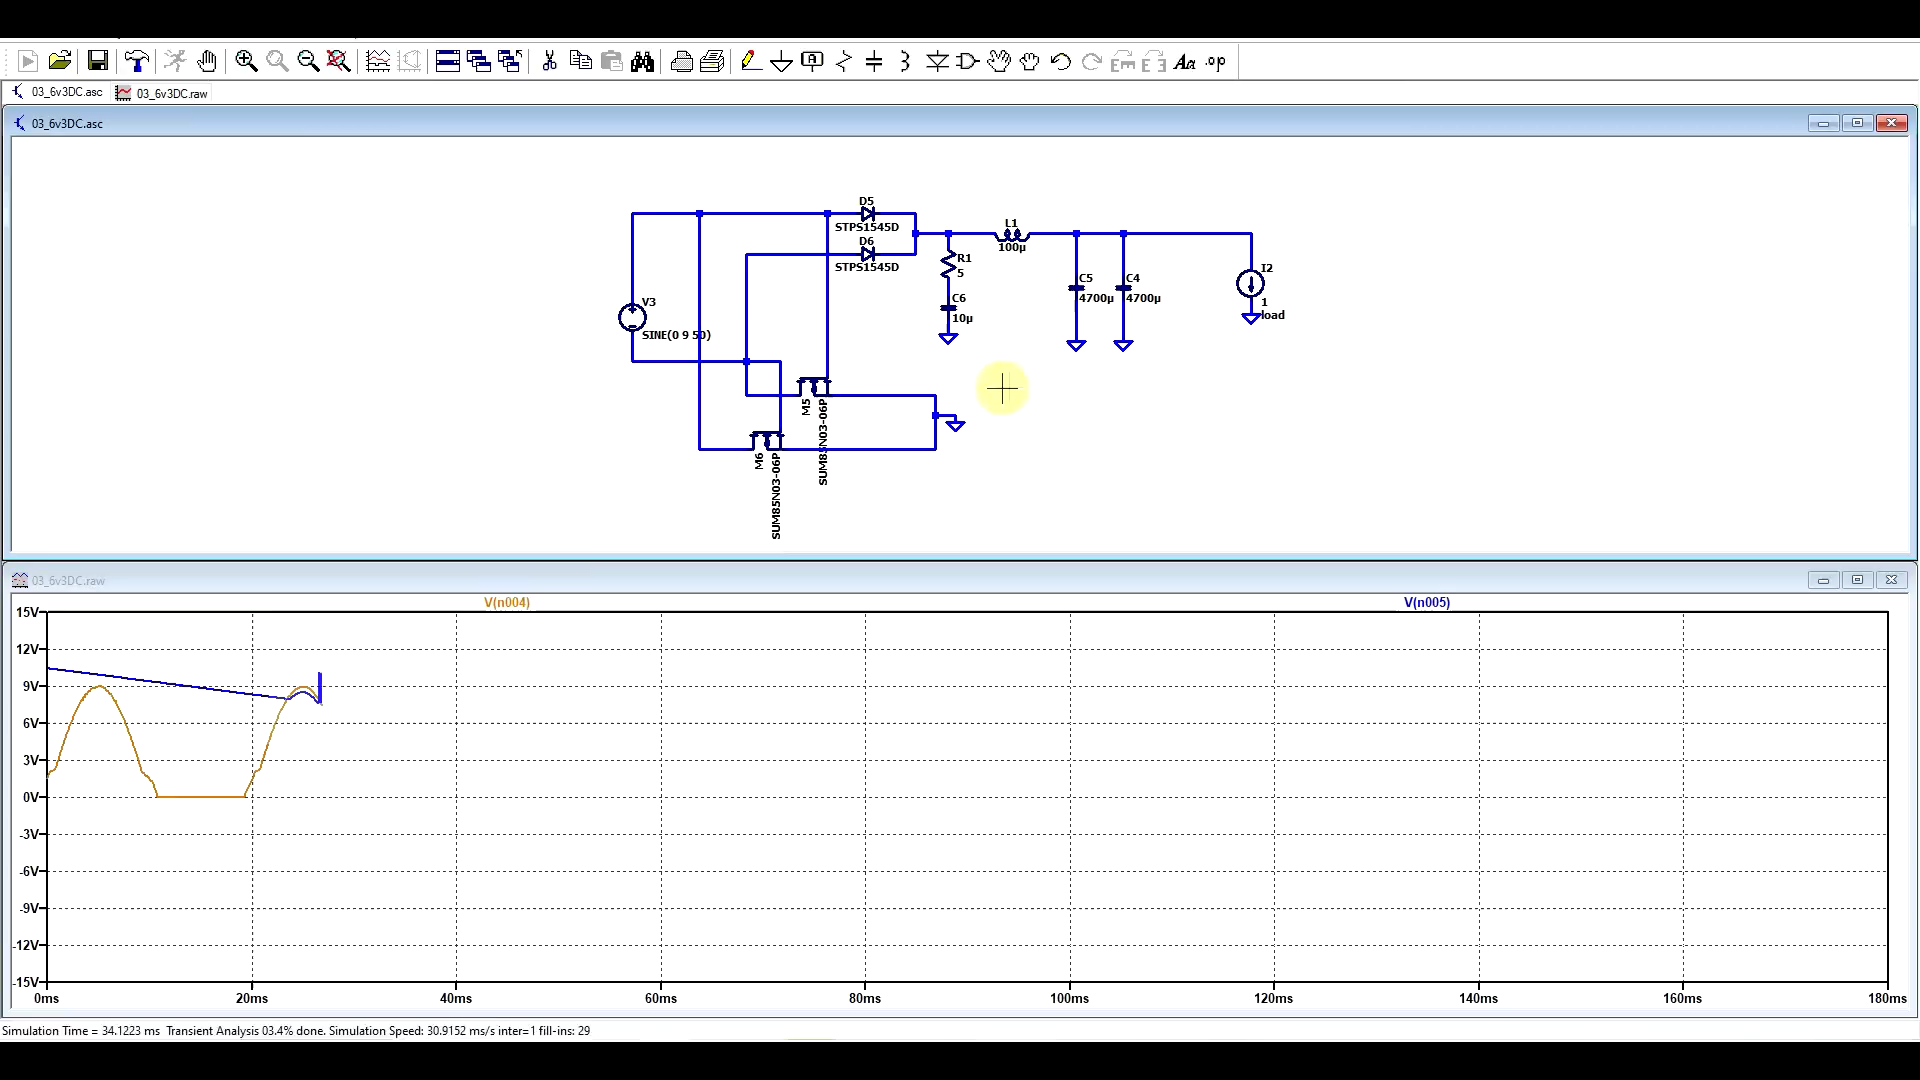 03_6v3DC.asc 03_6v3DC.raw
03_6v3DC.asc
D5
STPS1545D
D6
STPS1545D
V3
SINE(0 9 50)
R1
5
C6
10µ
L1
100µ
C5
4700µ
C4
4700µ
I2
1
load
M5
SUM85N03-06P
M6
SUM85N03-06P
03_6v3DC.raw
V(n004) V(n005)
15V
12V
9V
6V
3V
0V
-3V
-6V
-9V
-12V
-15V
0ms 20ms 40ms 60ms 80ms 100ms 120ms 140ms 160ms 180ms
Simulation Time = 34.1223 ms Transient Analysis 03.4% done. Simulation Speed: 30.9152 ms/s inter=1 fill-ins: 29